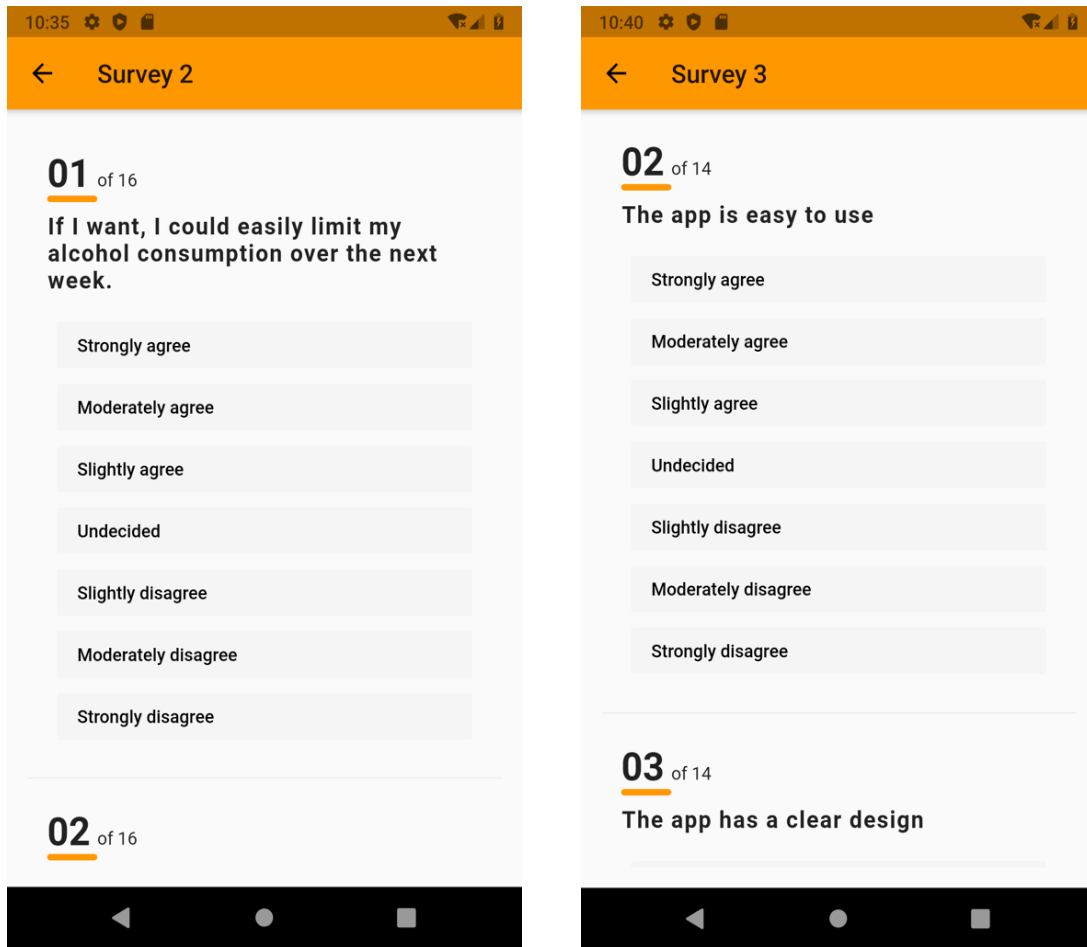 10:35
Survey 2
01 of 16
If I want, I could easily limit my
alcohol consumption over the next
week.
Strongly agree
Moderately agree
Slightly agree
Undecided
Slightly disagree
Moderately disagree
Strongly disagree
02 of 16
10:40
Survey 3
02 of 14
The app is easy to use
Strongly agree
Moderately agree
Slightly agree
Undecided
Slightly disagree
Moderately disagree
Strongly disagree
03 of 14
The app has a clear design